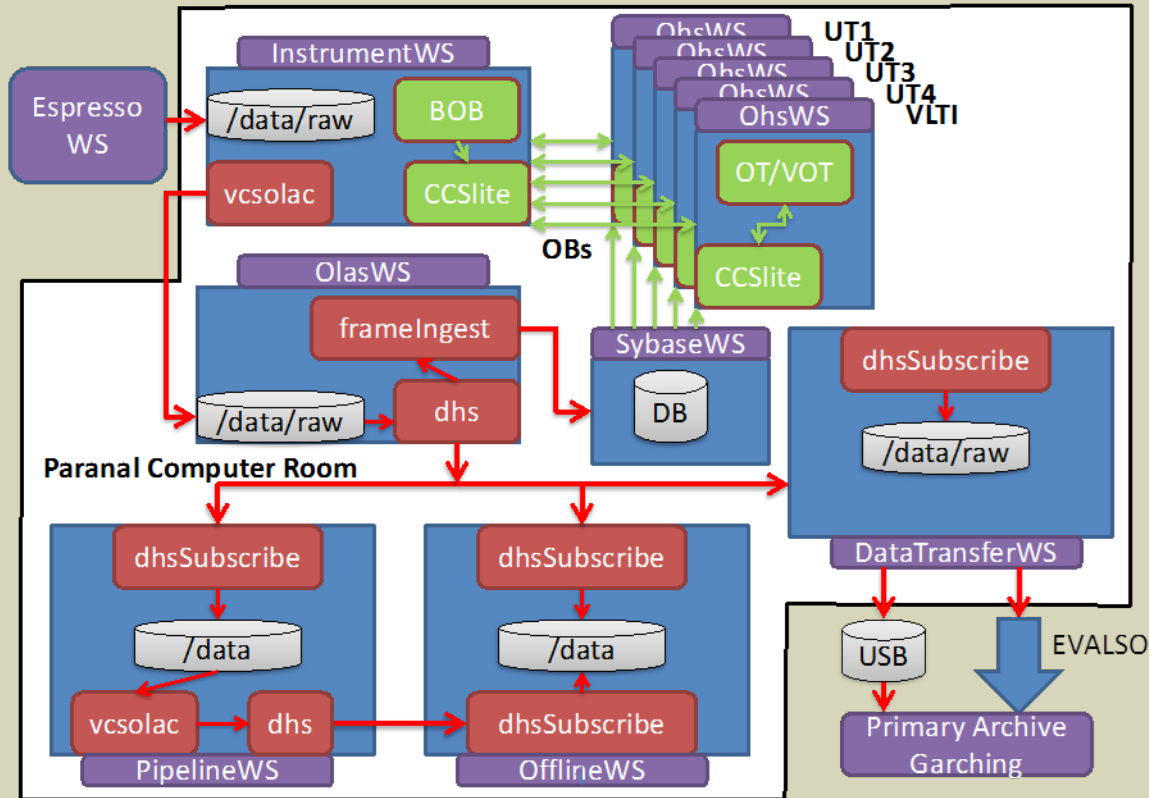 InstrumentWS
OhsWS
UT1
OhsWS
UT2
OhsWS
UT3
OhsWS
UT4
OhsWS
VLTI
Espresso
WS
/data/raw
BOB
vcsolac
CCSlite
OT/VOT
CCSlite
OBs
OlasWS
frameIngest
/data/raw
dhs
SybaseWS
DB
dhsSubscribe
/data/raw
DataTransferWS
Paranal Computer Room
dhsSubscribe
/data
vcsolac
dhs
PipelineWS
dhsSubscribe
/data
dhsSubscribe
OfflineWS
USB
EVALSO
Primary Archive
Garching